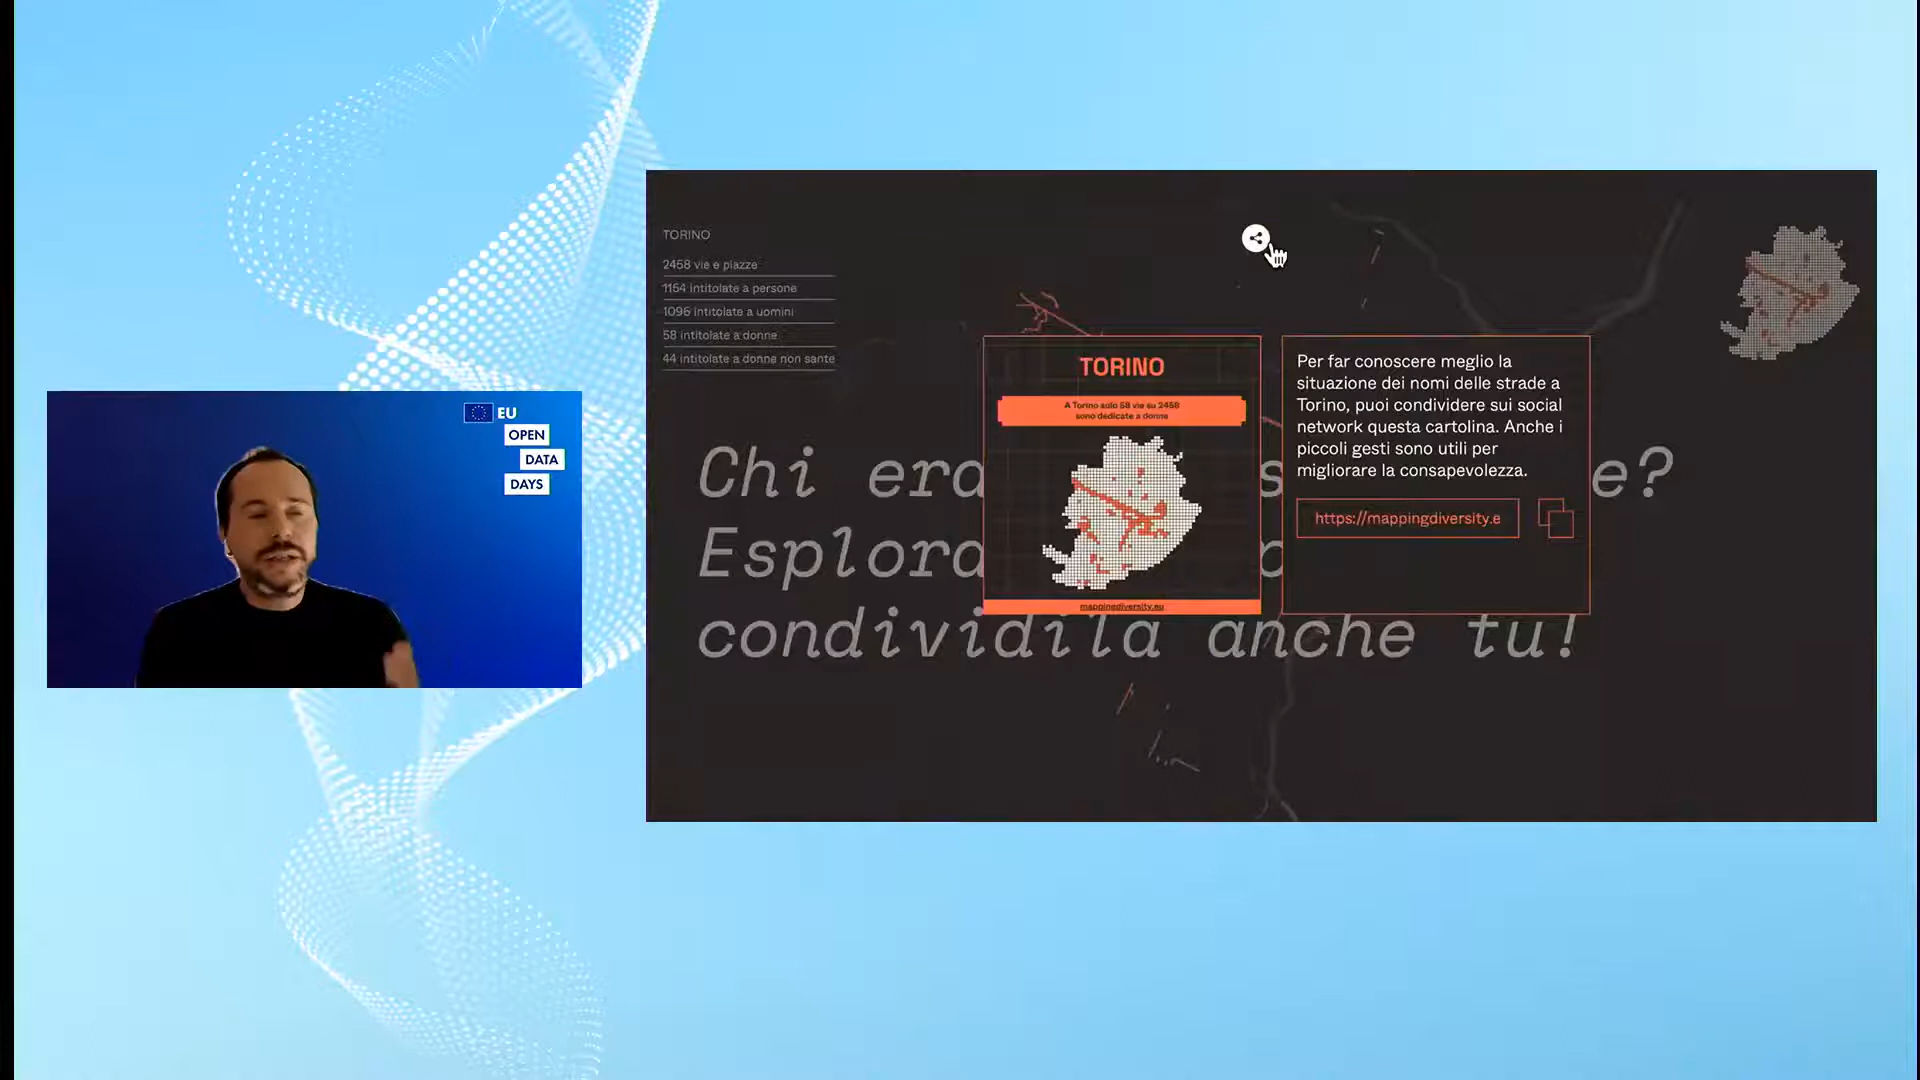 EU
OPEN
DATA
DAYS
TORINO
2458 vie e piazze
1154 intitolate a persone
1096 intitolate a uomini
58 intitolate a donne
44 intitolate a donne non sante
TORINO
A Torino solo 58 vie su 2458
sono dedicate a donne
mappingdiversity.eu
Per far conoscere meglio la
situazione dei nomi delle strade a
Torino, puoi condividere sui social
network questa cartolina. Anche i
piccoli gesti sono utili per
migliorare la consapevolezza.
https://mappingdiversity.e
Chi
condividila anche tu!